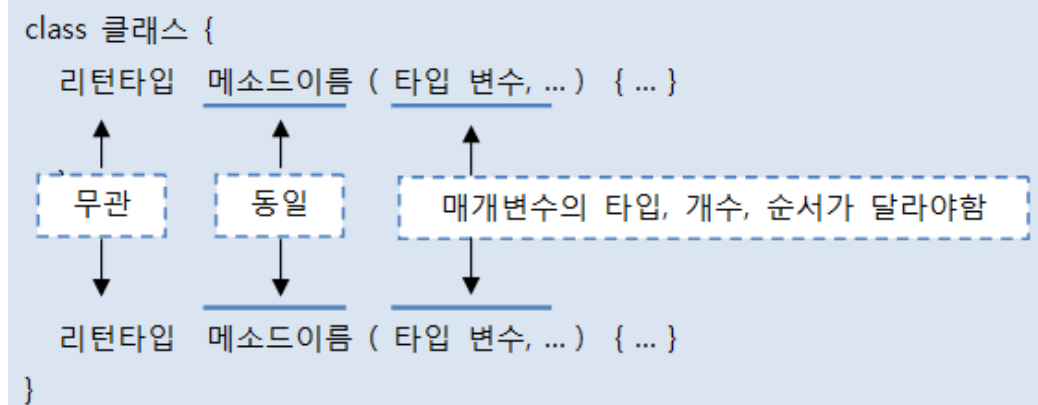 class 클래스 {
리턴타입 메소드이름 ( 타입 변수, ... ) { ... }
무관 동일 매개변수의 타입, 개수, 순서가 달라야함
리턴타입 메소드이름 ( 타입 변수, ... ) { ... }
}